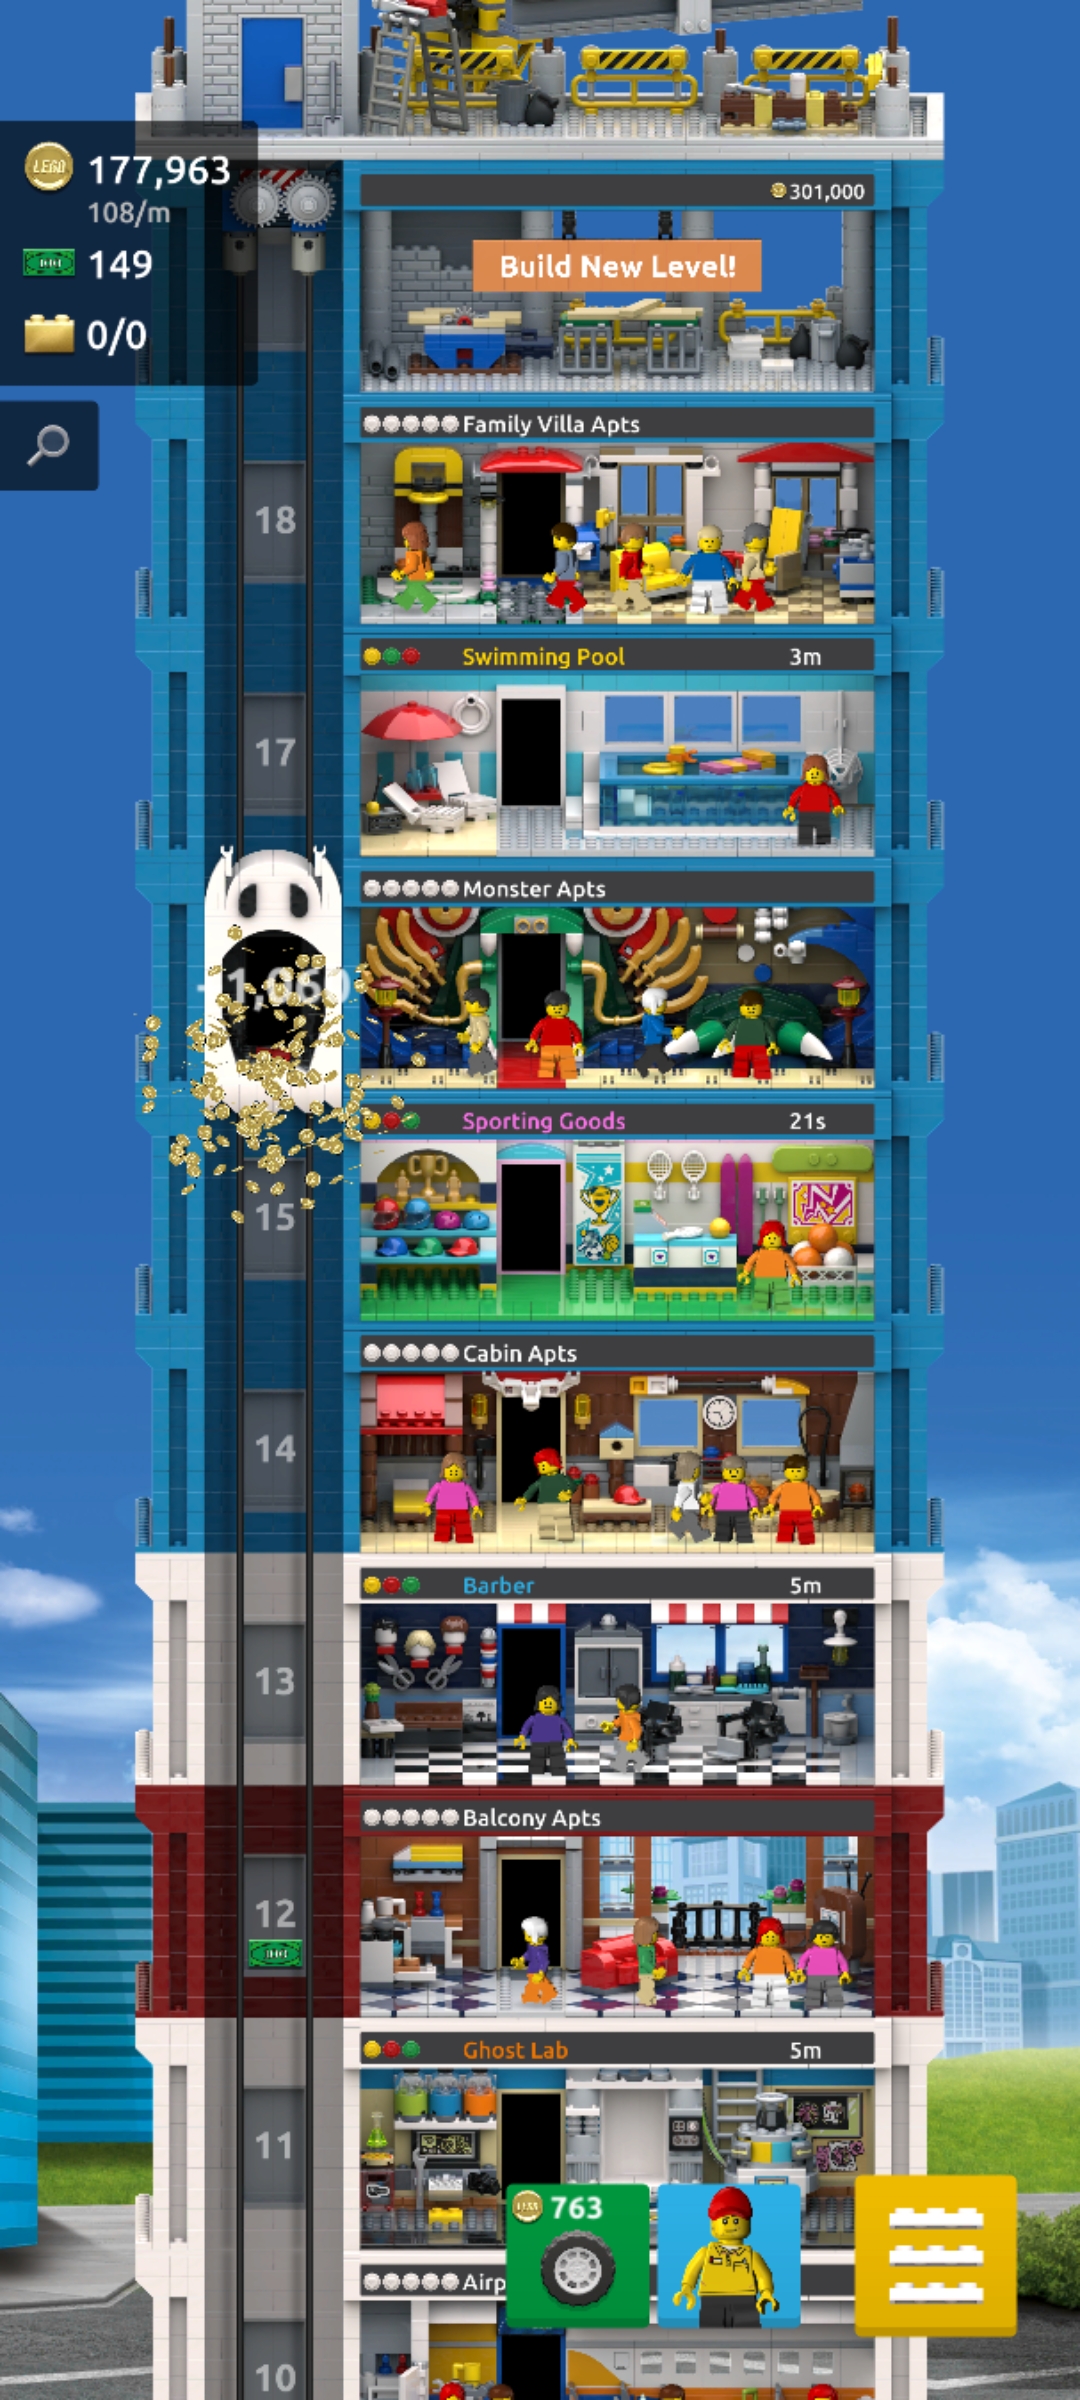 LEGO 177,963
108/m
149
0/0
301,000
Build New Level!
Family Villa Apts
18
Swimming Pool 3m
17
Monster Apts
Sporting Goods 21s
15
Cabin Apts
14
Barber 5m
13
Balcony Apts
12
Ghost Lab 5m
11
763
Airp
10